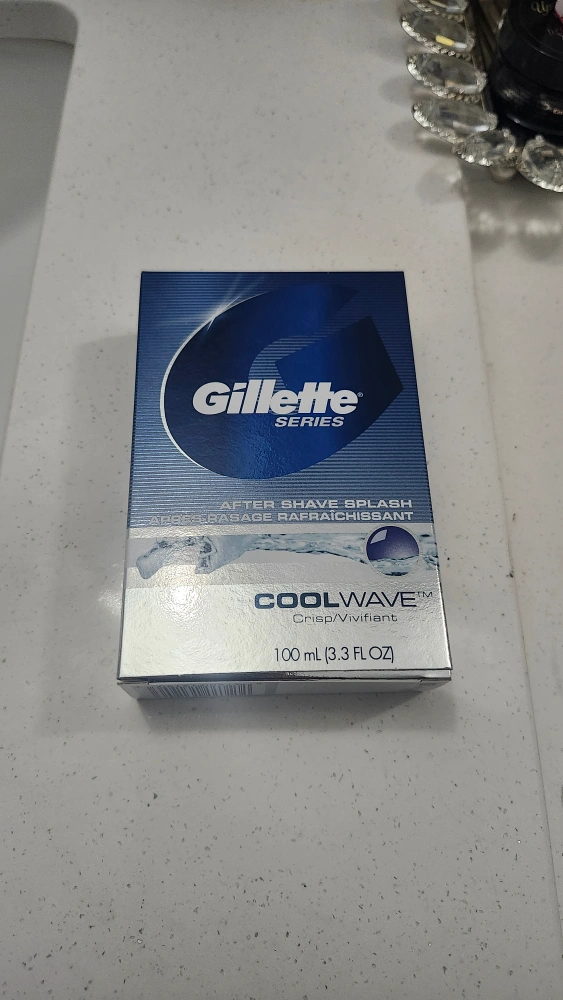 Gillette®
SERIES
AFTER SHAVE SPLASH
APRÈS-RASAGE RAFRAÎCHISSANT
COOLWAVE™
Crisp/Vivifiant
100 mL (3.3 FL OZ)